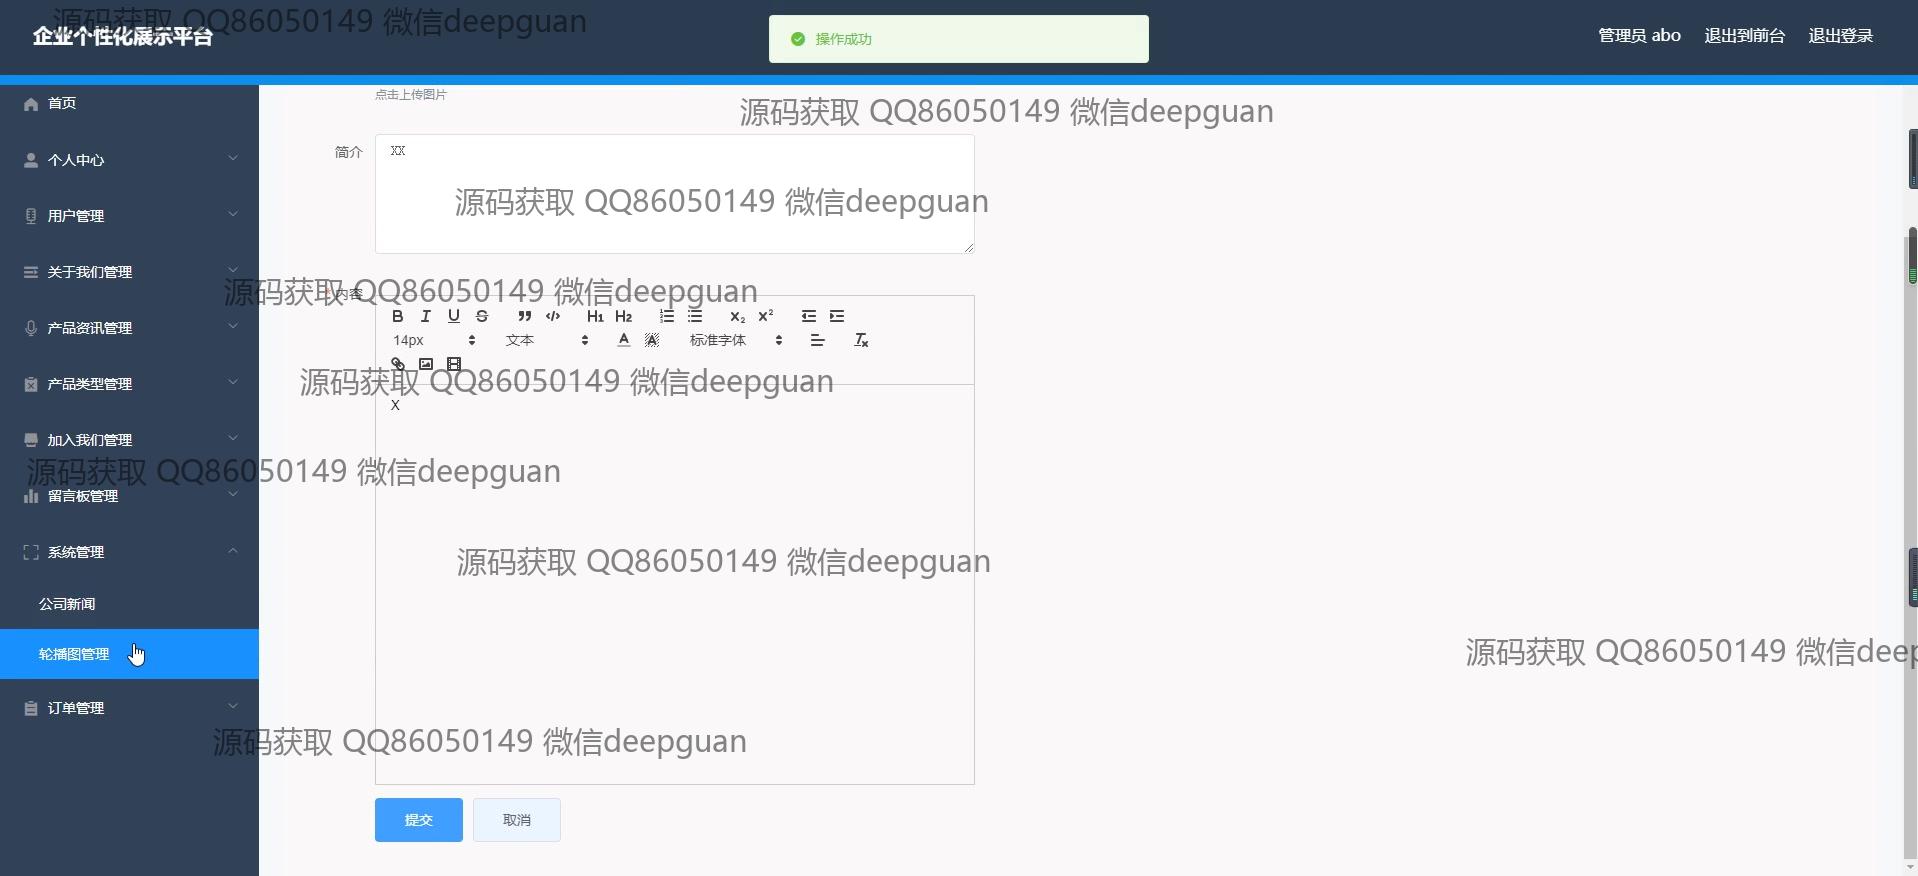 源码获取 QQ86050149 微信deepguan
企业个性化展示平台
操作成功
管理员 abo
退出到前台
退出登录
首页
个人中心
用户管理
关于我们管理
产品资讯管理
产品类型管理
加入我们管理
留言板管理
系统管理
公司新闻
轮播图管理
订单管理
点击上传图片
源码获取 QQ86050149 微信deepguan
简介
XX
源码获取 QQ86050149 微信deepguan
源码获取 QQ86050149 微信deepguan
* 内容
B I U S H1 H2 X2 X2
14px 文本 A A 标准字体 Tx
源码获取 QQ86050149 微信deepguan
X
源码获取 QQ86050149 微信deepguan
源码获取 QQ86050149 微信deepguan
源码获取 QQ86050149 微信deep
源码获取 QQ86050149 微信deepguan
提交
取消